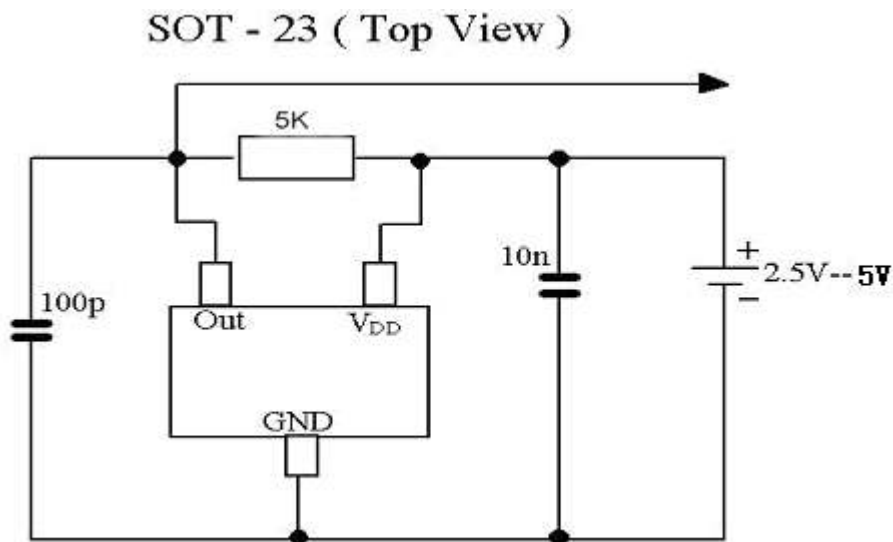 SOT - 23 ( Top View )
5K
10n
+
2.5V--5V
100p
Out
VDD
−
GND